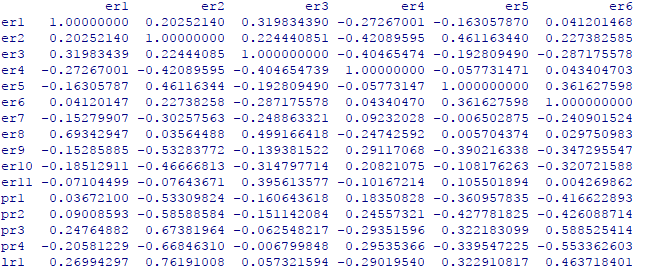 er1 er2 er3 er4 er5 er6
er1 1.00000000 0.20252140 0.319834390 -0.27267001 -0.163057870 0.041201468
er2 0.20252140 1.00000000 0.224440851 -0.42089595 0.461163440 0.227382585
er3 0.31983439 0.22444085 1.000000000 -0.40465474 -0.192809490 -0.287175578
er4 -0.27267001 -0.42089595 -0.404654739 1.00000000 -0.057731471 0.043404703
er5 -0.16305787 0.46116344 -0.192809490 -0.05773147 1.000000000 0.361627598
er6 0.04120147 0.22738258 -0.287175578 0.04340470 0.361627598 1.000000000
er7 -0.15279907 -0.30257563 -0.248863321 0.09232028 -0.006502875 -0.240901524
er8 0.69342947 0.03564488 0.499166418 -0.24742592 0.005704374 0.029750983
er9 -0.15285885 -0.53283772 -0.139381522 0.29117068 -0.390216338 -0.347295547
er10 -0.18512911 -0.46666813 -0.314797714 0.20821075 -0.108176263 -0.320721588
er11 -0.07104499 -0.07643671 0.395613577 -0.10167214 0.105501894 0.004269862
pr1 0.03672100 -0.53309824 -0.160643618 0.18350828 -0.360957835 -0.416622893
pr2 0.09008593 -0.58588584 -0.151142084 0.24557321 -0.427781825 -0.426088714
pr3 0.24764882 0.67381964 -0.062548217 -0.29351596 0.322183099 0.588525414
pr4 -0.20581229 -0.66846310 -0.006799848 0.29535366 -0.339547225 -0.553362603
lr1 0.26994297 0.76191008 0.057321594 -0.29019540 0.322910817 0.463718401